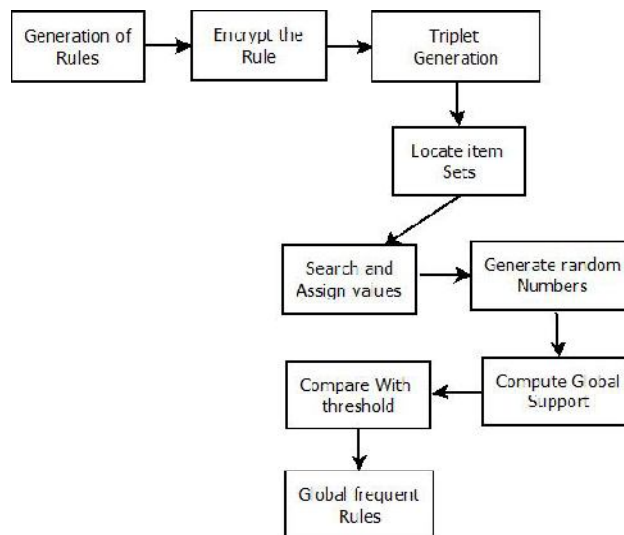 Generation of
Rules
Encrypt the
Rule
Triplet
Generation
Locate item
Sets
Search and
Assign values
Generate random
Numbers
Compute Global
Support
Compare With
threshold
Global frequent
Rules